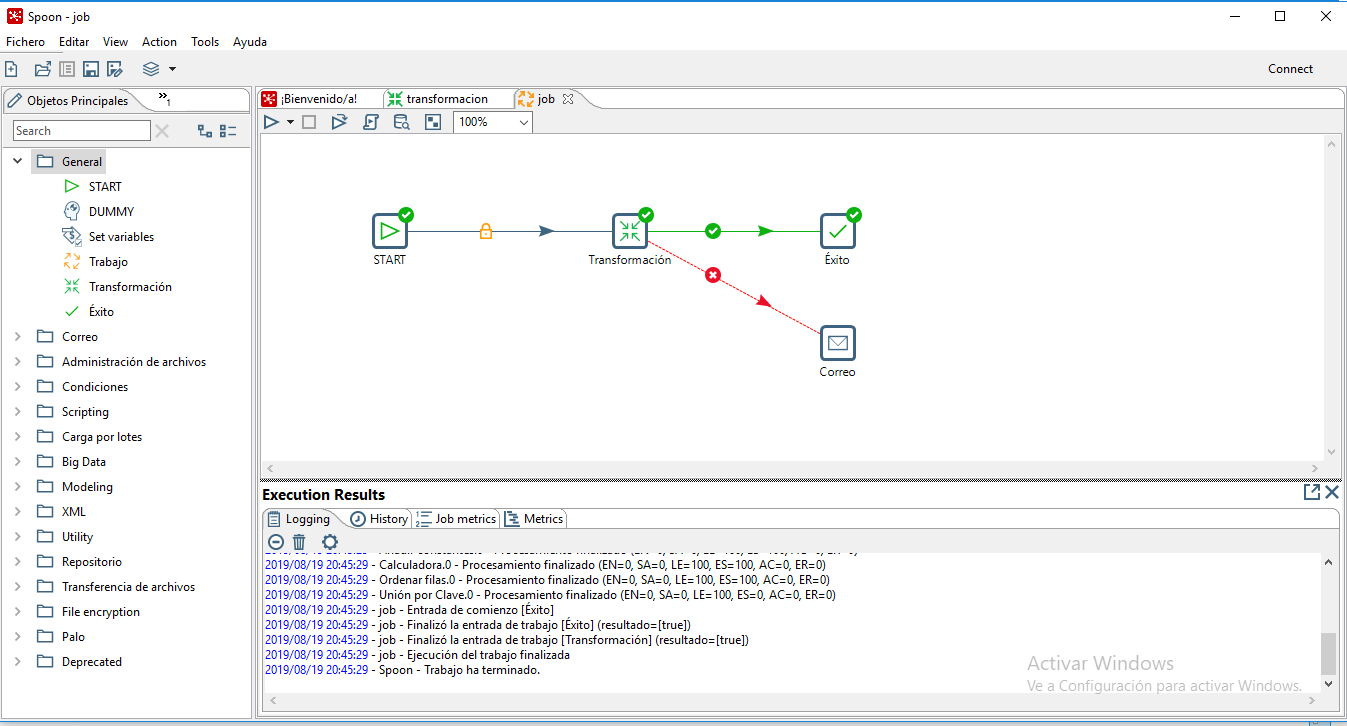 Spoon - job
Fichero Editar View Action Tools Ayuda
Connect
Objetos Principales
»1
Search
General
START
DUMMY
Set variables
Trabajo
Transformación
Éxito
Correo
Administración de archivos
Condiciones
Scripting
Carga por lotes
Big Data
Modeling
XML
Utility
Repositorio
Transferencia de archivos
File encryption
Palo
Deprecated
¡Bienvenido/a! transformacion job
100%
START
Transformación
Éxito
Correo
Execution Results
Logging History Job metrics Metrics
2019/08/19 20:45:29 - Calculadora.0 - Procesamiento finalizado (EN=0, SA=0, LE=100, ES=100, AC=0, ER=0)
2019/08/19 20:45:29 - Ordenar filas.0 - Procesamiento finalizado (EN=0, SA=0, LE=100, ES=100, AC=0, ER=0)
2019/08/19 20:45:29 - Unión por Clave.0 - Procesamiento finalizado (EN=0, SA=0, LE=100, ES=0, AC=0, ER=0)
2019/08/19 20:45:29 - job - Entrada de comienzo [Éxito]
2019/08/19 20:45:29 - job - Finalizó la entrada de trabajo [Éxito] (resultado=[true])
2019/08/19 20:45:29 - job - Finalizó la entrada de trabajo [Transformación] (resultado=[true])
2019/08/19 20:45:29 - job - Ejecución del trabajo finalizada
2019/08/19 20:45:29 - Spoon - Trabajo ha terminado.
Activar Windows
Ve a Configuración para activar Windows.